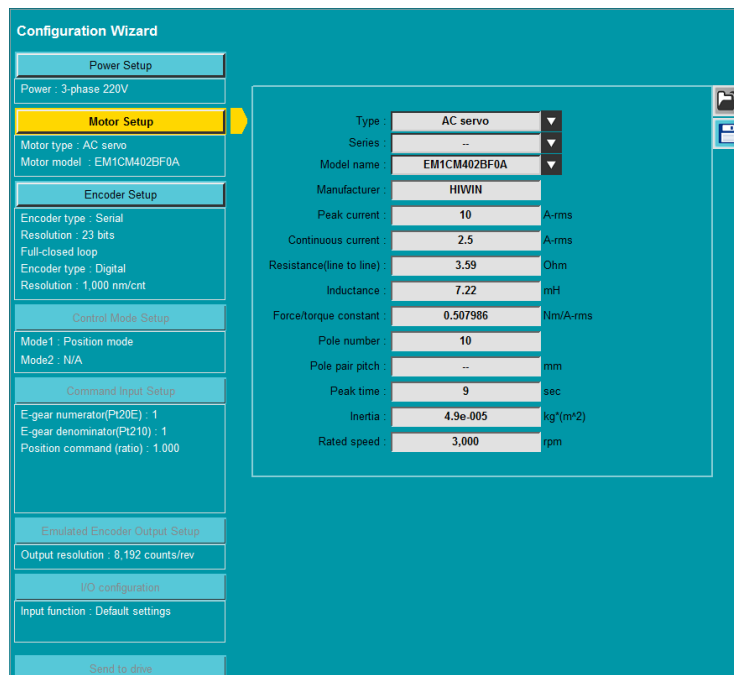 Configuration Wizard
Power Setup
Power : 3-phase 220V
Motor Setup
Motor type : AC servo
Motor model : EM1CM402BF0A
Encoder Setup
Encoder type : Serial
Resolution : 23 bits
Full-closed loop
Encoder type : Digital
Resolution : 1,000 nm/cnt
Control Mode Setup
Mode1 : Position mode
Mode2 : N/A
Command Input Setup
E-gear numerator(Pt20E) : 1
E-gear denominator(Pt210) : 1
Position command (ratio) : 1.000
Emulated Encoder Output Setup
Output resolution : 8,192 counts/rev
I/O configuration
Input function : Default settings
Send to drive
Type : AC servo
Series : --
Model name : EM1CM402BF0A
Manufacturer : HIWIN
Peak current : 10 A-rms
Continuous current : 2.5 A-rms
Resistance(line to line) : 3.59 Ohm
Inductance : 7.22 mH
Force/torque constant : 0.507986 Nm/A-rms
Pole number : 10
Pole pair pitch : -- mm
Peak time : 9 sec
Inertia : 4.9e-005 kg*(m^2)
Rated speed : 3,000 rpm